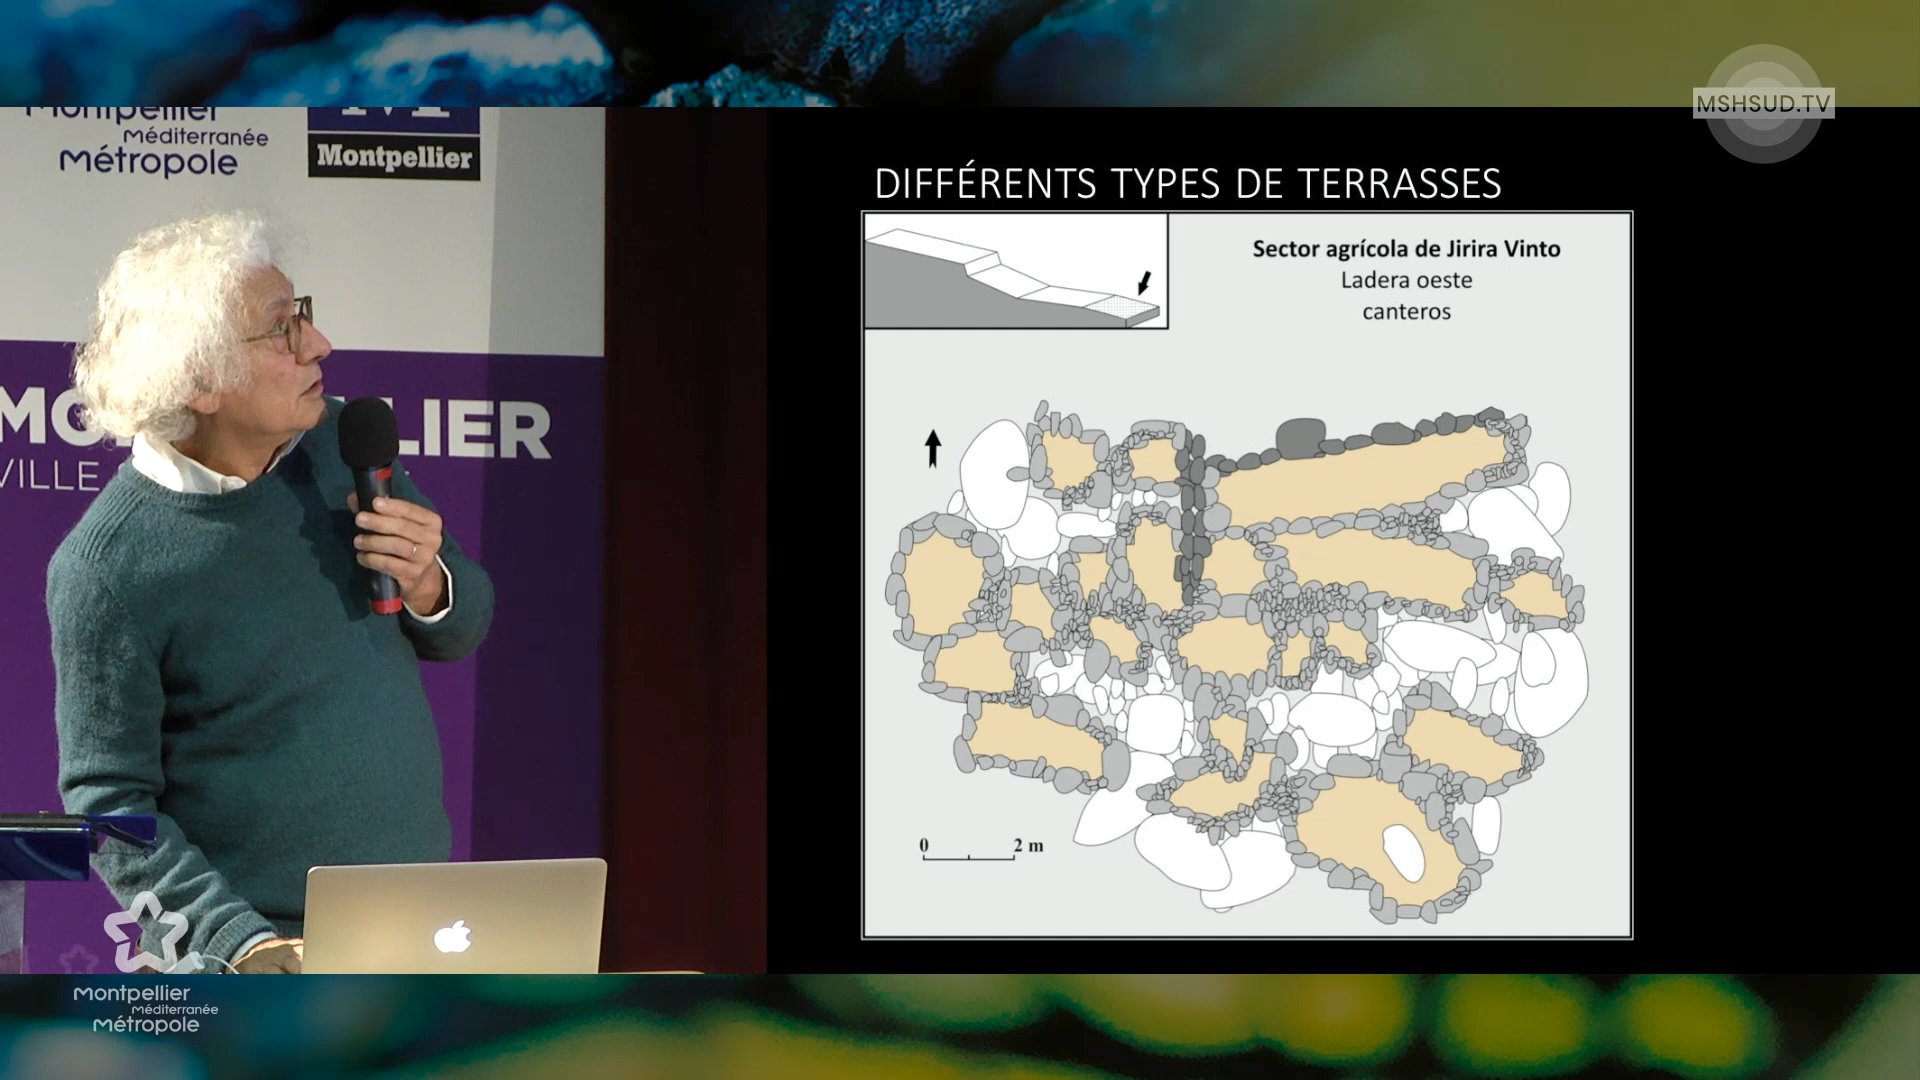 MSHSUD.TV
Montpellier
Méditerranée
Métropole
Montpellier
LIER
VILLE
DIFFÉRENTS TYPES DE TERRASSES
Sector agrícola de Jirira Vinto
Ladera oeste
canteros
0 2 m
montpellier
méditerranée
métropole